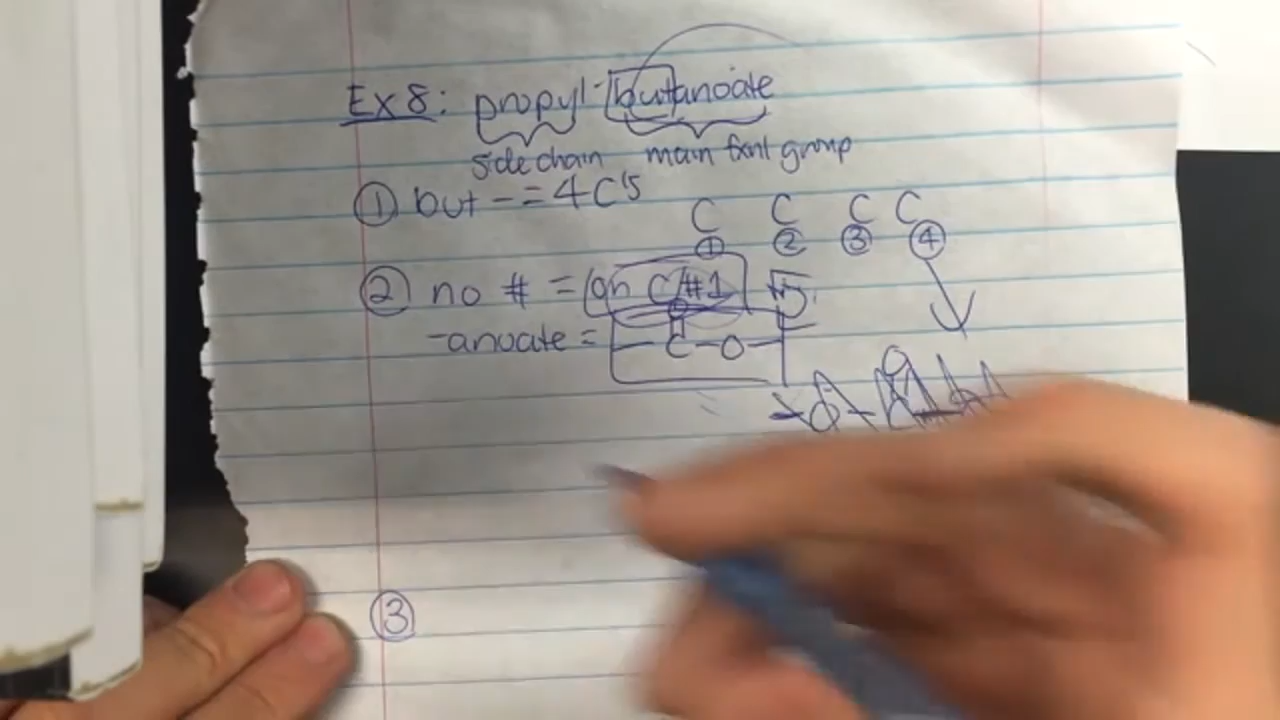 Ex 8: propyl-butanoate
side chain main fxnl group
① but - = 4 C's
C C C C
① ② ③ ④
② no # = on C #1
-anoate =
O
C-O-
③